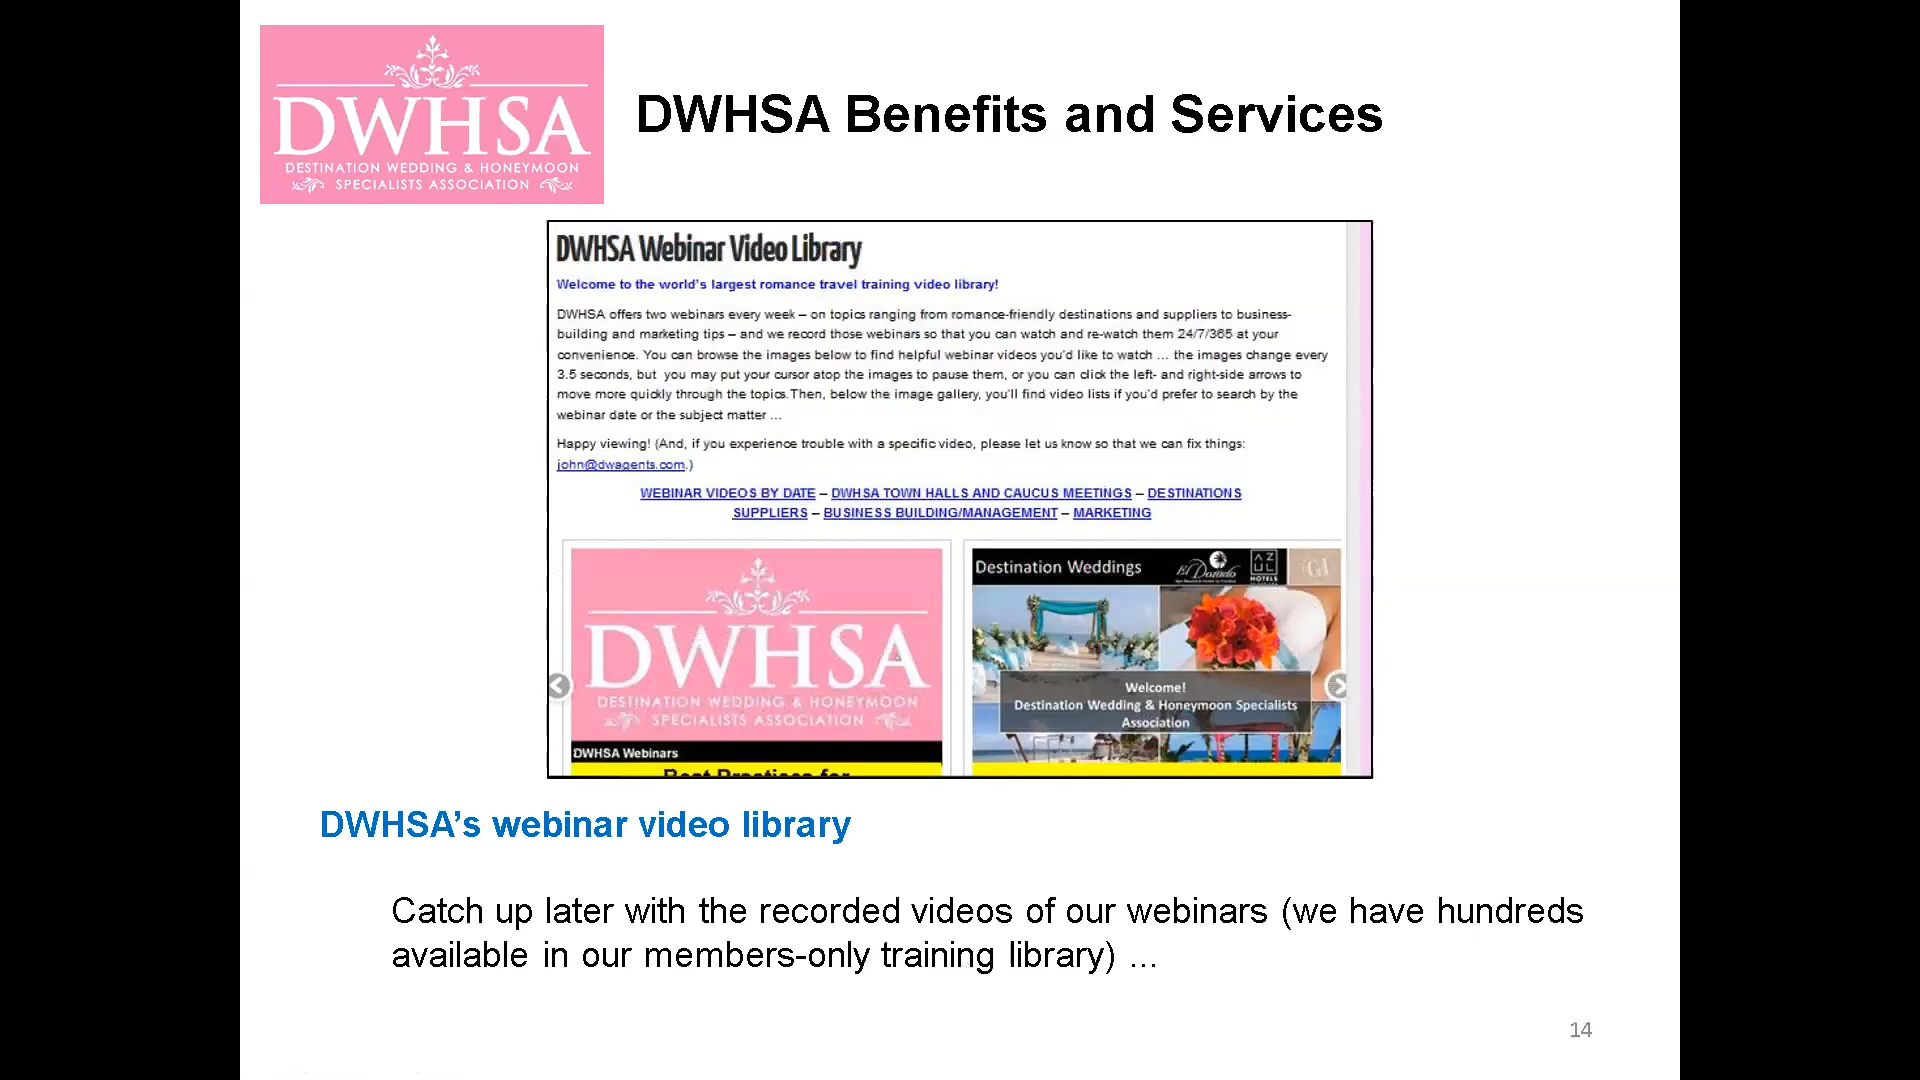 DWHSA
DESTINATION WEDDING & HONEYMOON
SPECIALISTS ASSOCIATION
DWHSA Benefits and Services
DWHSA Webinar Video Library
Welcome to the world's largest romance travel training video library!
DWHSA offers two webinars every week – on topics ranging from romance-friendly destinations and suppliers to business-
building and marketing tips – and we record those webinars so that you can watch and re-watch them 24/7/365 at your
convenience. You can browse the images below to find helpful webinar videos you'd like to watch … the images change every
3.5 seconds, but you may put your cursor atop the images to pause them, or you can click the left- and right-side arrows to
move more quickly through the topics.Then, below the image gallery, you'll find video lists if you'd prefer to search by the
webinar date or the subject matter …
Happy viewing! (And, if you experience trouble with a specific video, please let us know so that we can fix things:
john@dwagents.com.)
WEBINAR VIDEOS BY DATE – DWHSA TOWN HALLS AND CAUCUS MEETINGS – DESTINATIONS
SUPPLIERS – BUSINESS BUILDING/MANAGEMENT – MARKETING
DWHSA
DESTINATION WEDDING & HONEYMOON
SPECIALISTS ASSOCIATION
DWHSA Webinars
Best Practices for
Destination Weddings
El Dorado
AZUL
HOTELS
GI
Welcome!
Destination Wedding & Honeymoon Specialists
Association
DWHSA's webinar video library
Catch up later with the recorded videos of our webinars (we have hundreds
available in our members-only training library) ...
14